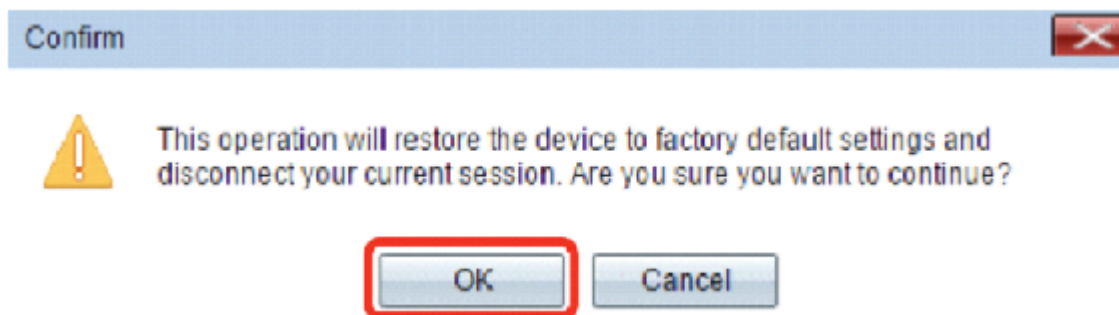 Confirm
This operation will restore the device to factory default settings and
disconnect your current session. Are you sure you want to continue?
OK
Cancel